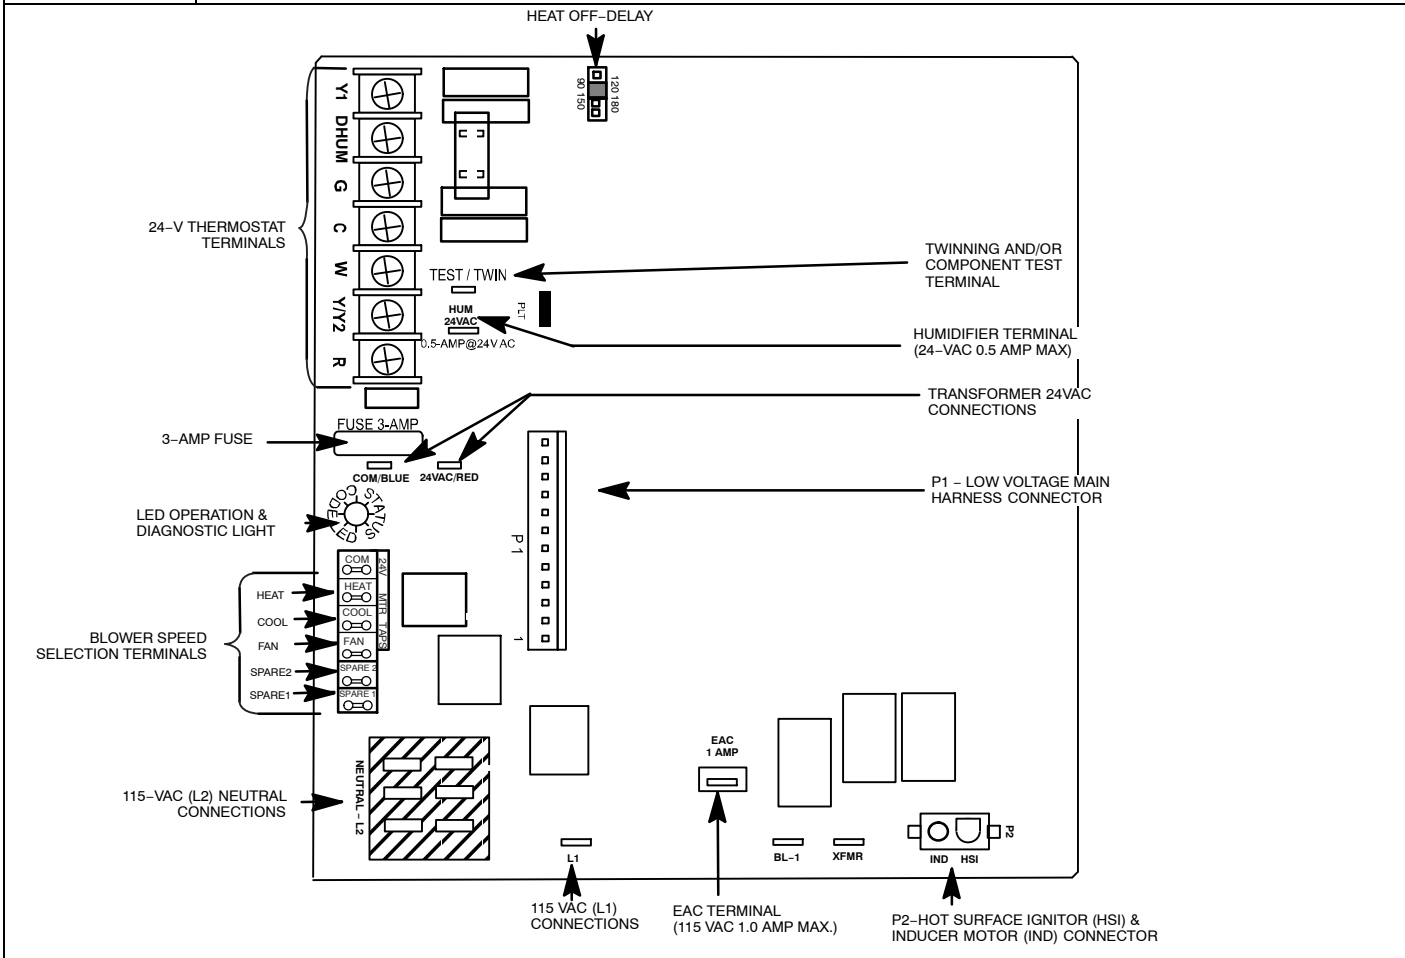 HEAT OFF–DELAY
120 180
90 150
Y1
DHUM
G
C
W
Y/Y2
R
24–V THERMOSTAT
TERMINALS
TEST / TWIN
TWINNING AND/OR
COMPONENT TEST
TERMINAL
HUM
24VAC
0.5-AMP@24VAC
PLT
HUMIDIFIER TERMINAL
(24–VAC 0.5 AMP MAX)
TRANSFORMER 24VAC
CONNECTIONS
FUSE 3-AMP
3–AMP FUSE
COM/BLUE
24VAC/RED
P1 – LOW VOLTAGE MAIN
HARNESS CONNECTOR
LED OPERATION &
DIAGNOSTIC LIGHT
STATUS
CODE LED
P 1
1
COM
HEAT
COOL
FAN
SPARE 2
SPARE 1
24V
MTR TAPS
HEAT
COOL
FAN
SPARE2
SPARE1
BLOWER SPEED
SELECTION TERMINALS
NEUTRAL – L2
115–VAC (L2) NEUTRAL
CONNECTIONS
EAC
1 AMP
L1
BL–1
XFMR
IND
HSI
P2
115 VAC (L1)
CONNECTIONS
EAC TERMINAL
(115 VAC 1.0 AMP MAX.)
P2–HOT SURFACE IGNITOR (HSI) &
INDUCER MOTOR (IND) CONNECTOR